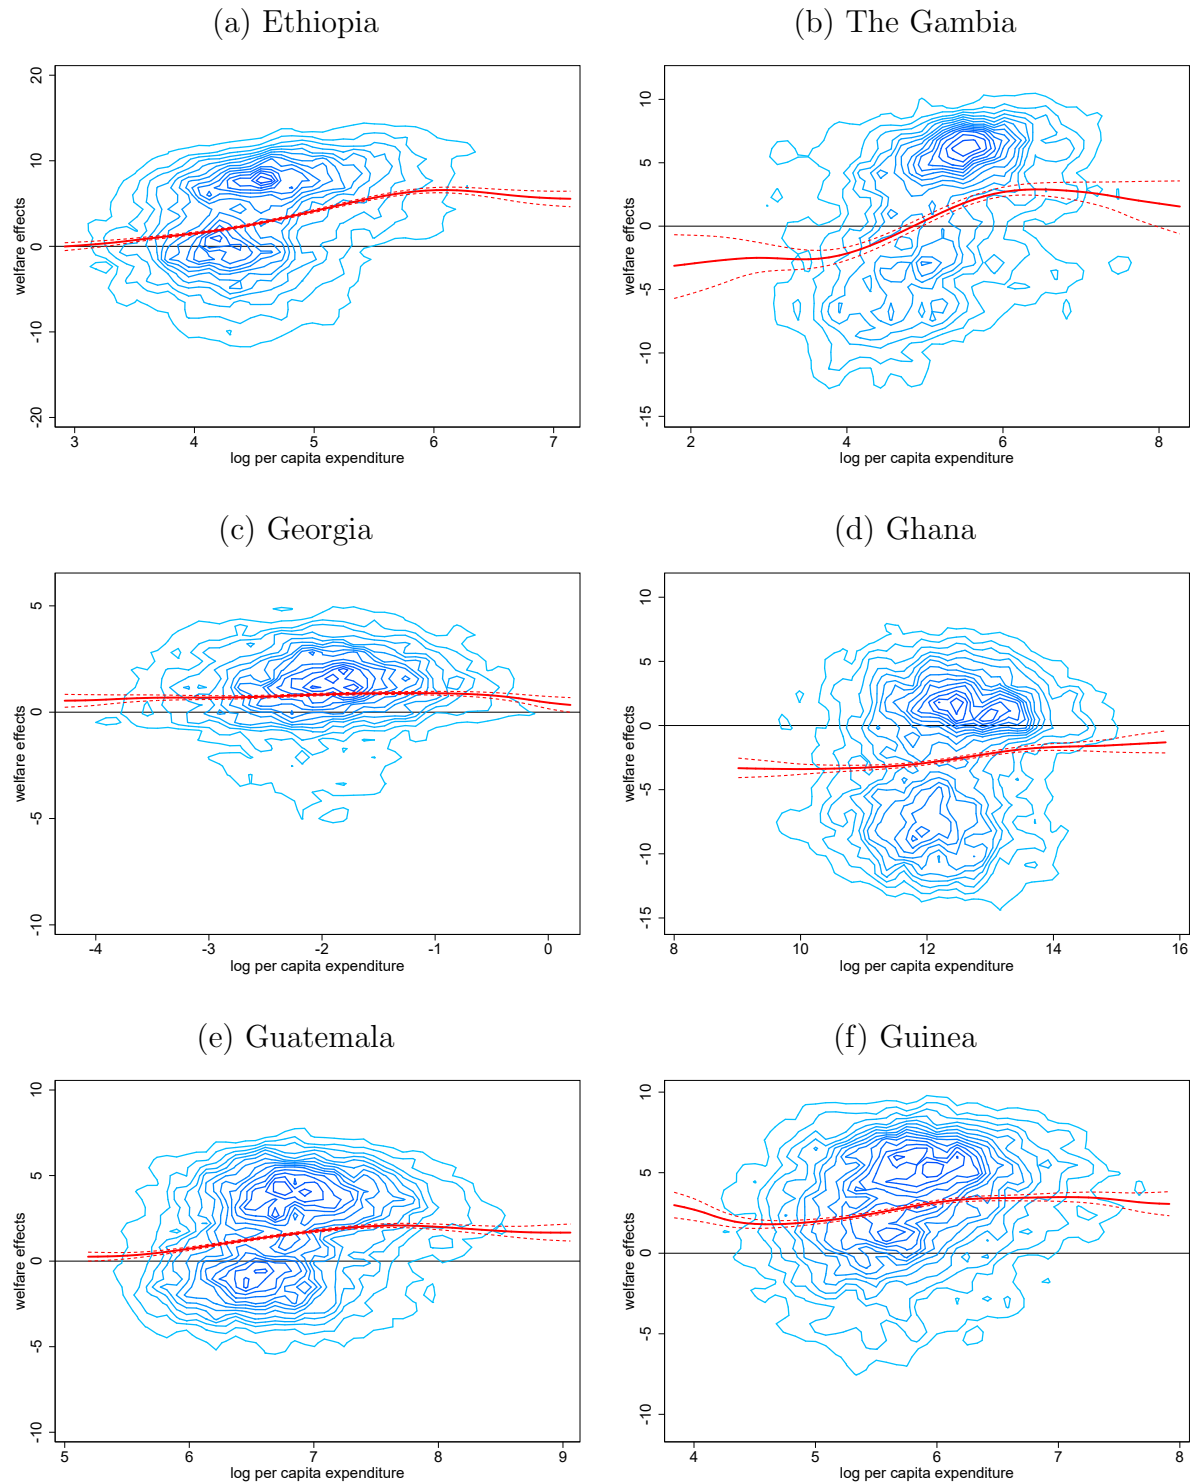 (a) Ethiopia
20
10
0
-10
-20
welfare effects
3 4 5 6 7
log per capita expenditure
(b) The Gambia
10
5
0
-5
-10
-15
welfare effects
2 4 6 8
log per capita expenditure
(c) Georgia
5
0
-5
-10
welfare effects
-4 -3 -2 -1 0
log per capita expenditure
(d) Ghana
10
5
0
-5
-10
-15
welfare effects
8 10 12 14 16
log per capita expenditure
(e) Guatemala
10
5
0
-5
-10
welfare effects
5 6 7 8 9
log per capita expenditure
(f) Guinea
10
5
0
-5
-10
welfare effects
4 5 6 7 8
log per capita expenditure